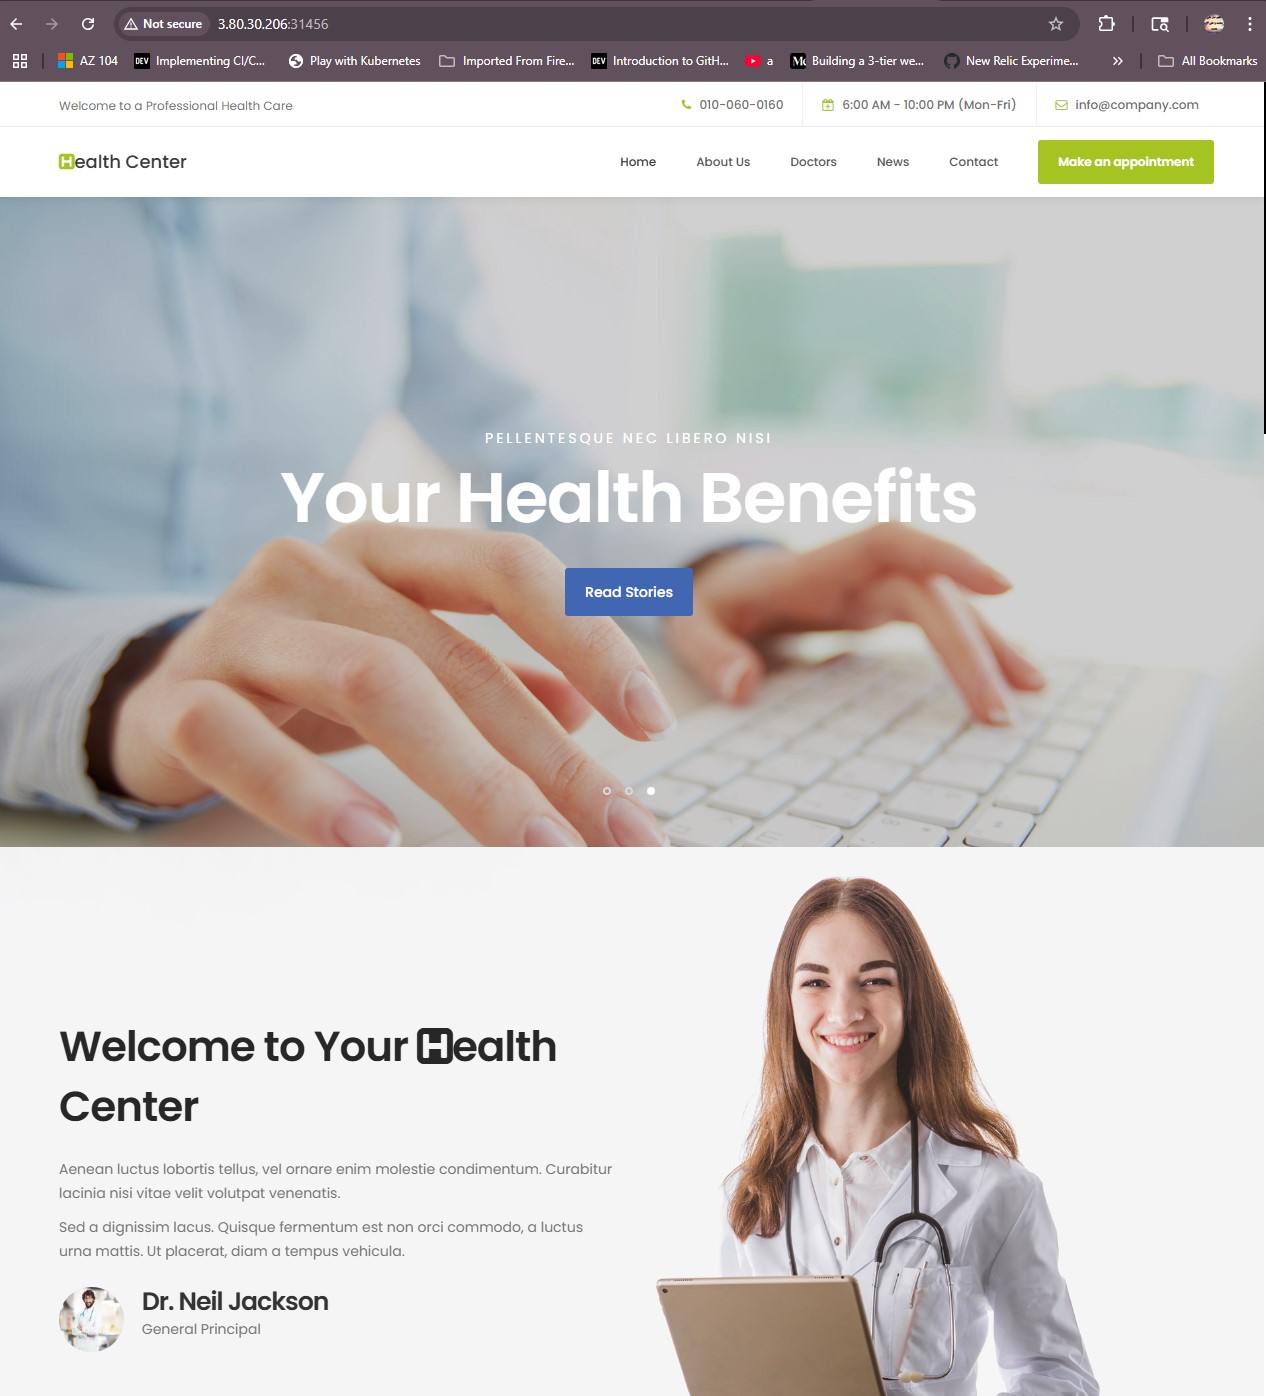 Not secure 3.80.30.206:31456
AZ 104 DEV Implementing CI/C... Play with Kubernetes Imported From Fire... DEV Introduction to GitH... a Building a 3-tier we... New Relic Experime... » All Bookmarks
Welcome to a Professional Health Care 010-060-0160 6:00 AM - 10:00 PM (Mon-Fri) info@company.com
Health Center Home About Us Doctors News Contact Make an appointment
PELLENTESQUE NEC LIBERO NISI
Your Health Benefits
Read Stories
Welcome to Your Health
Center
Aenean luctus lobortis tellus, vel ornare enim molestie condimentum. Curabitur
lacinia nisi vitae velit volutpat venenatis.
Sed a dignissim lacus. Quisque fermentum est non orci commodo, a luctus
urna mattis. Ut placerat, diam a tempus vehicula.
Dr. Neil Jackson
General Principal